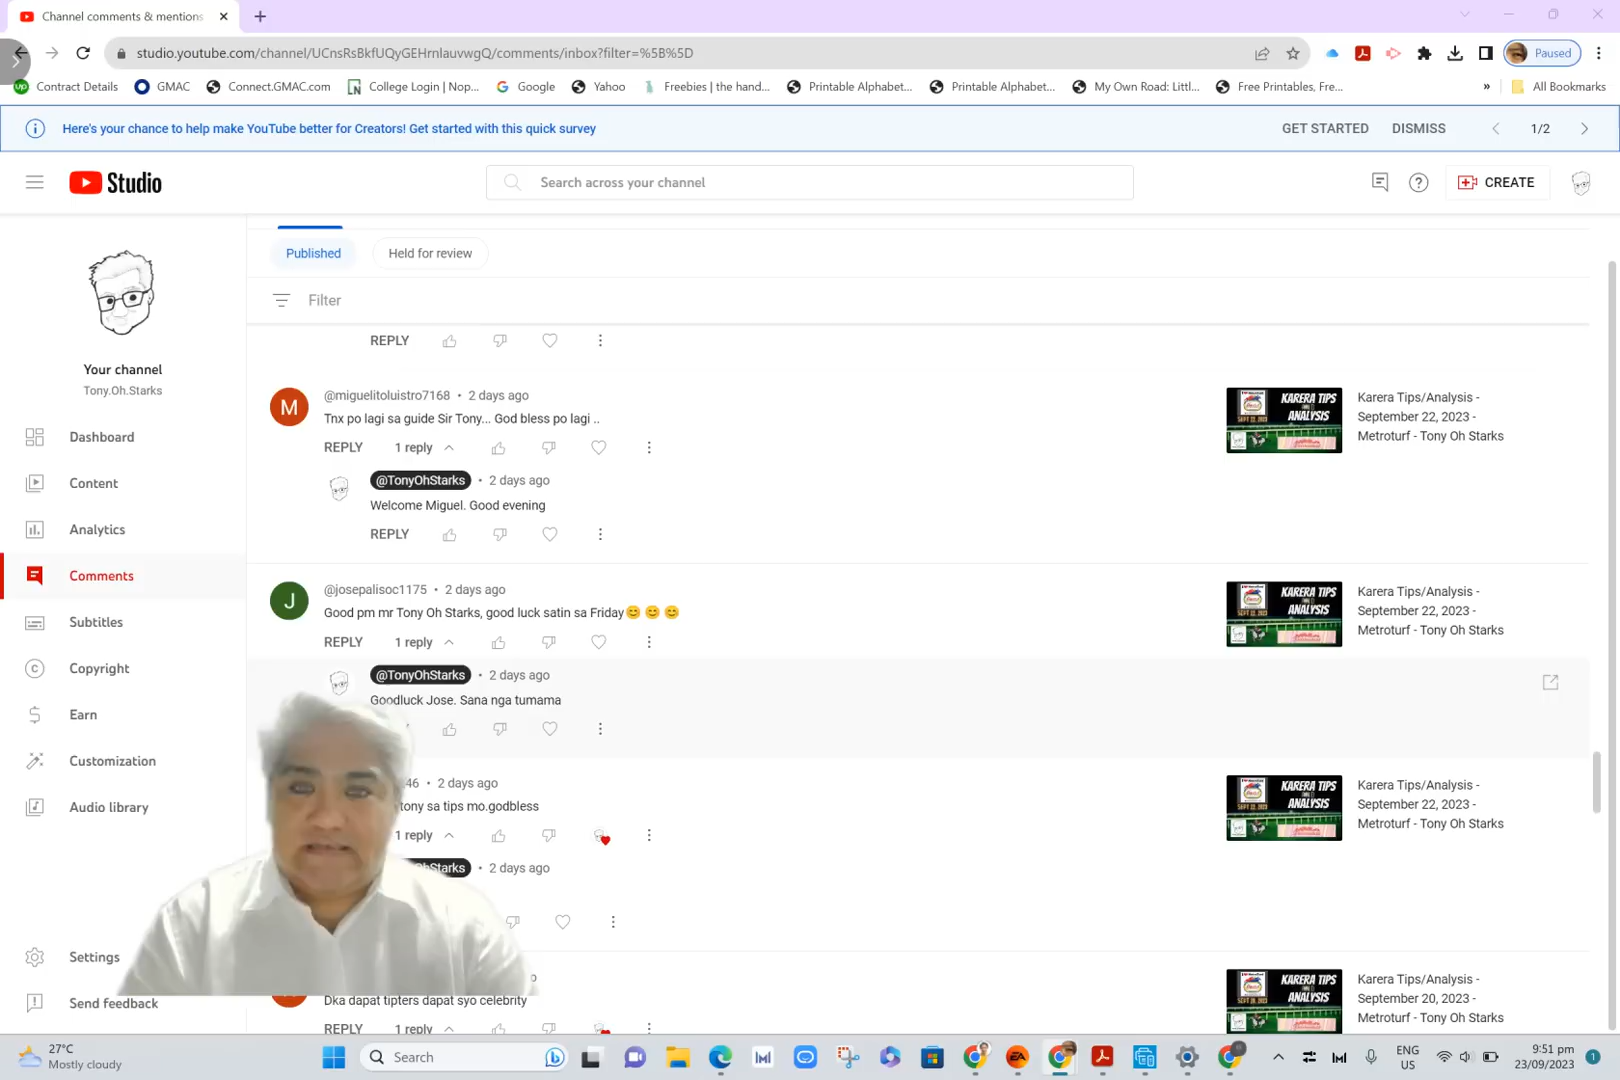 Channel comments & mentions
studio.youtube.com/channel/UCnsRsBkfUQyGEHrnlauvwgQ/comments/inbox?filter=%5B%5D
Paused
Contract Details
GMAC
Connect.GMAC.com
College Login | Nop...
Google
Yahoo
Freebies | the hand...
Printable Alphabet...
Printable Alphabet...
My Own Road: Littl...
Free Printables, Fre...
»
All Bookmarks
Here's your chance to help make YouTube better for Creators! Get started with this quick survey
GET STARTED
DISMISS
1/2
Studio
Search across your channel
CREATE
Your channel
Tony.Oh.Starks
Dashboard
Content
Analytics
Comments
Subtitles
Copyright
Earn
Customization
Audio library
Settings
Send feedback
Published
Held for review
Filter
REPLY
M
@miguelitoluistro7168 • 2 days ago
Tnx po lagi sa guide Sir Tony... God bless po lagi ..
REPLY 1 reply
@TonyOhStarks • 2 days ago
Welcome Miguel. Good evening
REPLY
KARERA TIPS
ANALYSIS
SEPT 22, 2023
Karera Tips/Analysis -
September 22, 2023 -
Metroturf - Tony Oh Starks
J
@josepalisoc1175 • 2 days ago
Good pm mr Tony Oh Starks, good luck satin sa Friday😊 😊 😊
REPLY 1 reply
@TonyOhStarks • 2 days ago
Goodluck Jose. Sana nga tumama
KARERA TIPS
ANALYSIS
SEPT 22, 2023
Karera Tips/Analysis -
September 22, 2023 -
Metroturf - Tony Oh Starks
46 • 2 days ago
tony sa tips mo.godbless
1 reply
ohStarks • 2 days ago
KARERA TIPS
ANALYSIS
SEPT 22, 2023
Karera Tips/Analysis -
September 22, 2023 -
Metroturf - Tony Oh Starks
Dka dapat tipters dapat syo celebrity
REPLY 1 reply
KARERA TIPS
ANALYSIS
Karera Tips/Analysis -
September 20, 2023 -
Metroturf - Tony Oh Starks
27°C
Mostly cloudy
Search
ENG
US
9:51 pm
23/09/2023
1